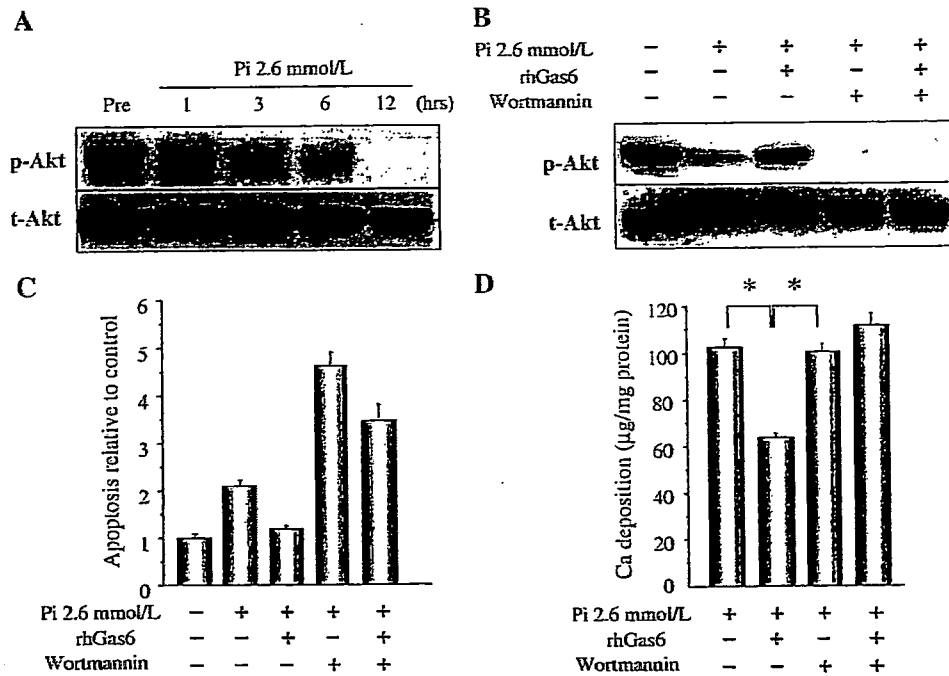 A
Pi 2.6 mmol/L
Pre 1 3 6 12 (hrs)
p-Akt
t-Akt
B
Pi 2.6 mmol/L − + + + +
rhGas6 − − + − +
Wortmannin − − − + +
p-Akt
t-Akt
C
Apoptosis relative to control
6
5
4
3
2
1
0
Pi 2.6 mmol/L − + + + +
rhGas6 − − + − +
Wortmannin − − − + +
D
* *
Ca deposition (μg/mg protein)
120
100
80
60
40
20
0
Pi 2.6 mmol/L + + + +
rhGas6 − + − +
Wortmannin − − + +